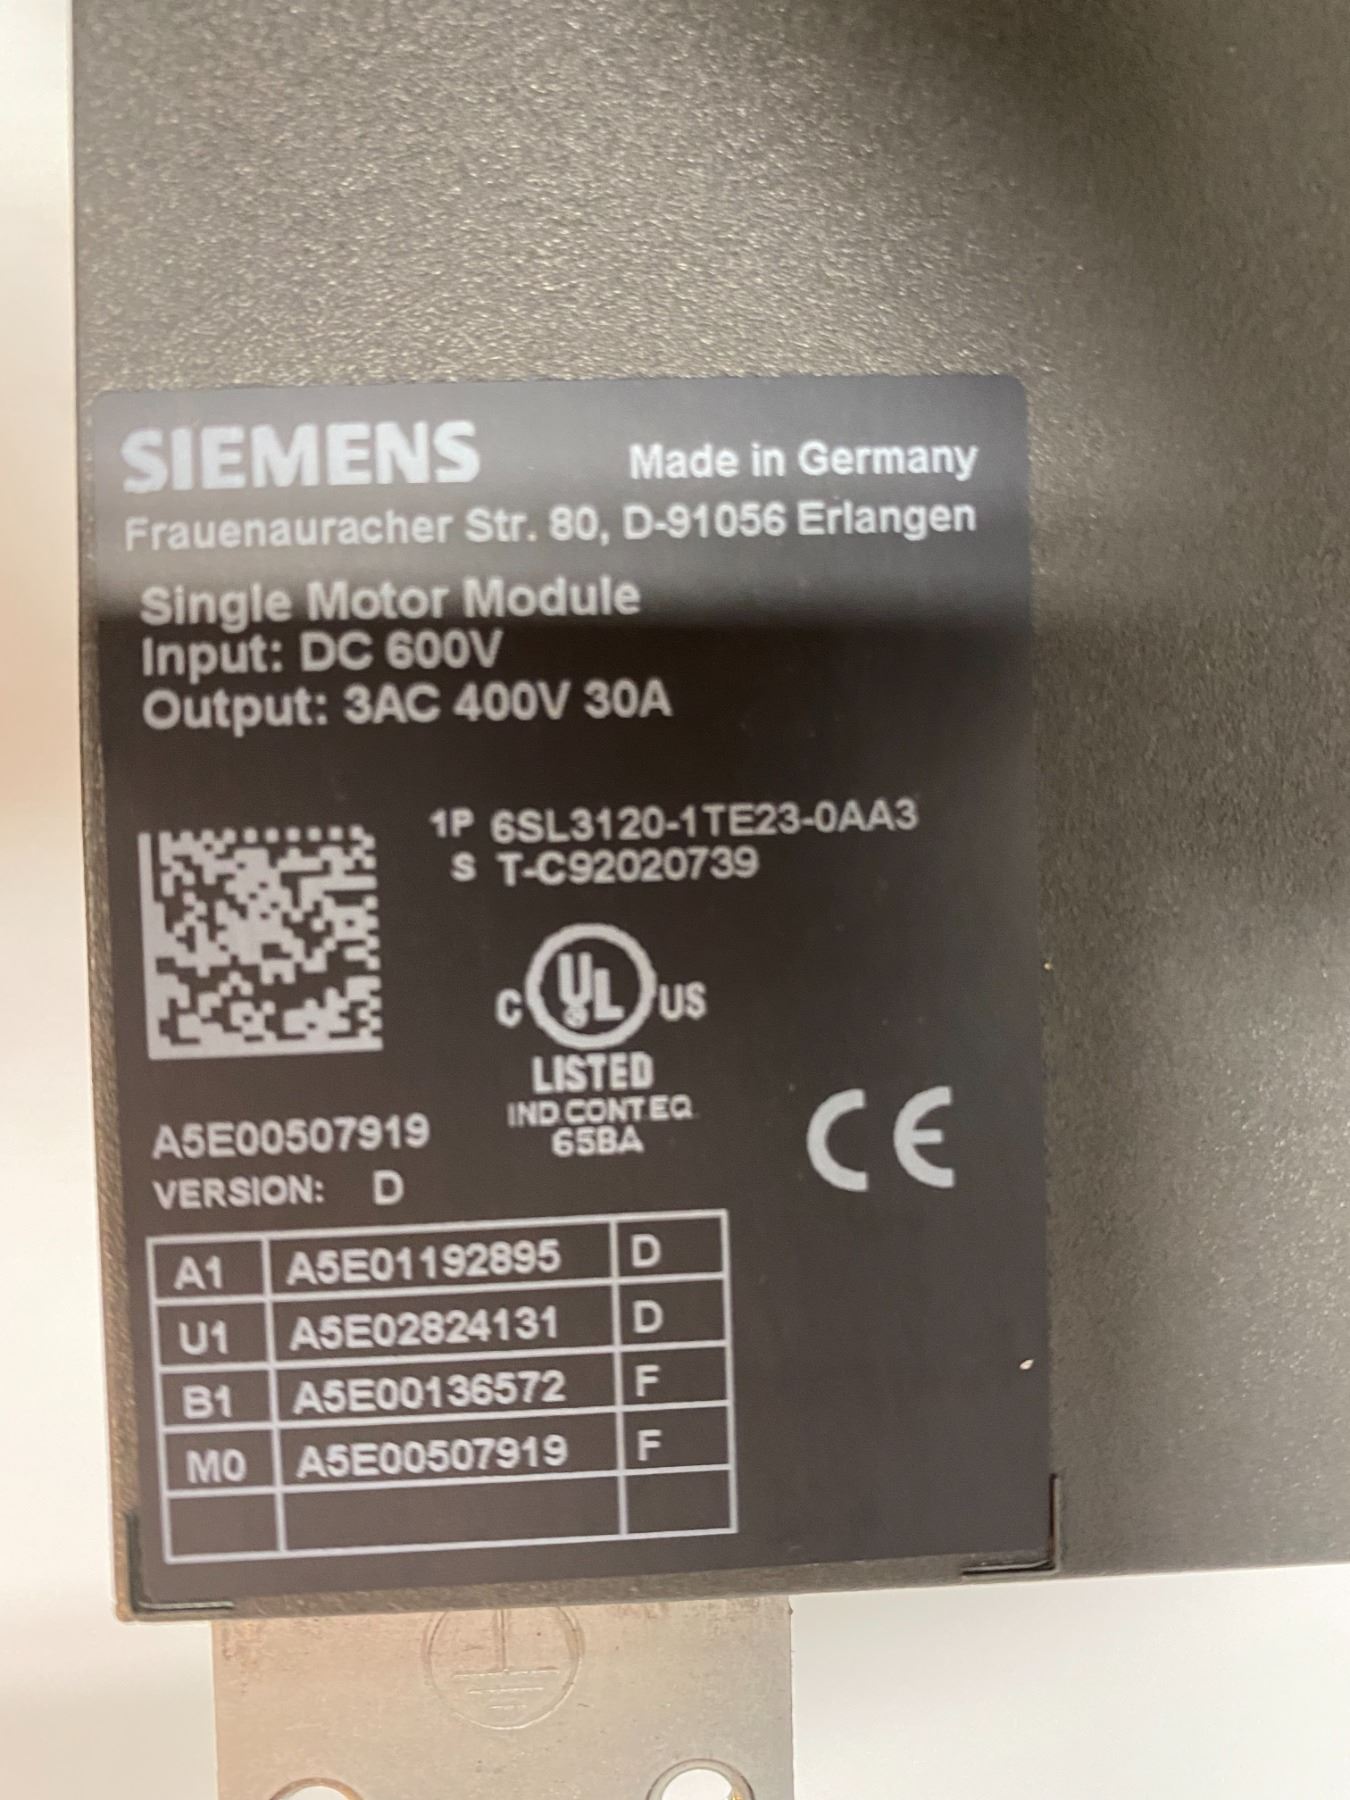 SIEMENS Made in Germany
Frauenauracher Str. 80, D-91056 Erlangen
Single Motor Module
Input: DC 600V
Output: 3AC 400V 30A
1P 6SL3120-1TE23-0AA3
S T-C92020739
C UL US
LISTED
IND.CONT.EQ.
65BA
CE
A5E00507919
VERSION: D
A1 A5E01192895 D
U1 A5E02824131 D
B1 A5E00136572 F
M0 A5E00507919 F